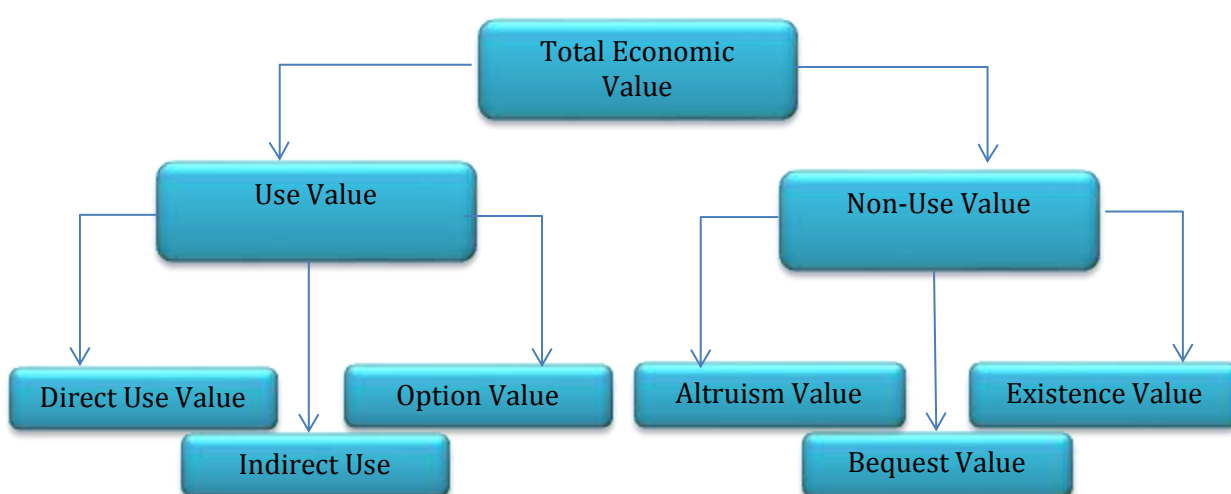 Total Economic
Value
Use Value
Non-Use Value
Direct Use Value
Option Value
Altruism Value
Existence Value
Indirect Use
Bequest Value